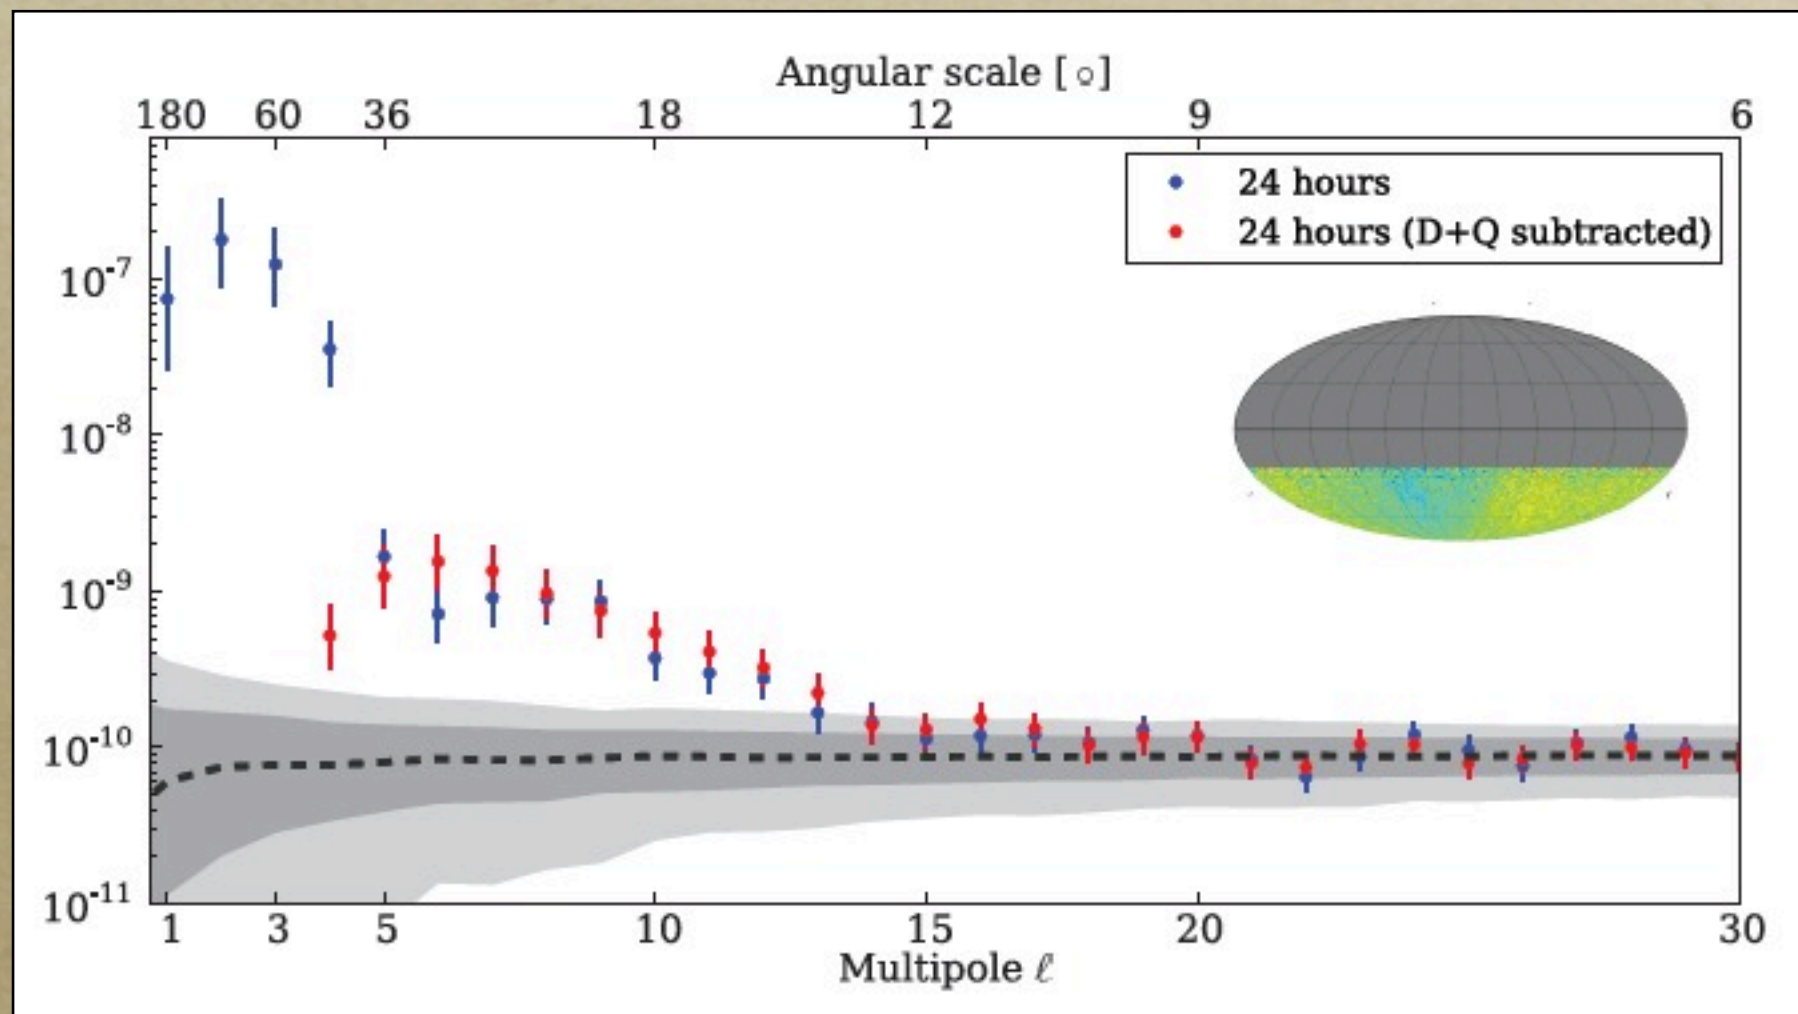 Angular scale [ ○ ]
180 60 36 18 12 9 6
24 hours
24 hours (D+Q subtracted)
10⁻⁷
10⁻⁸
10⁻⁹
10⁻¹⁰
10⁻¹¹
1 3 5 10 15 20 30
Multipole ℓ